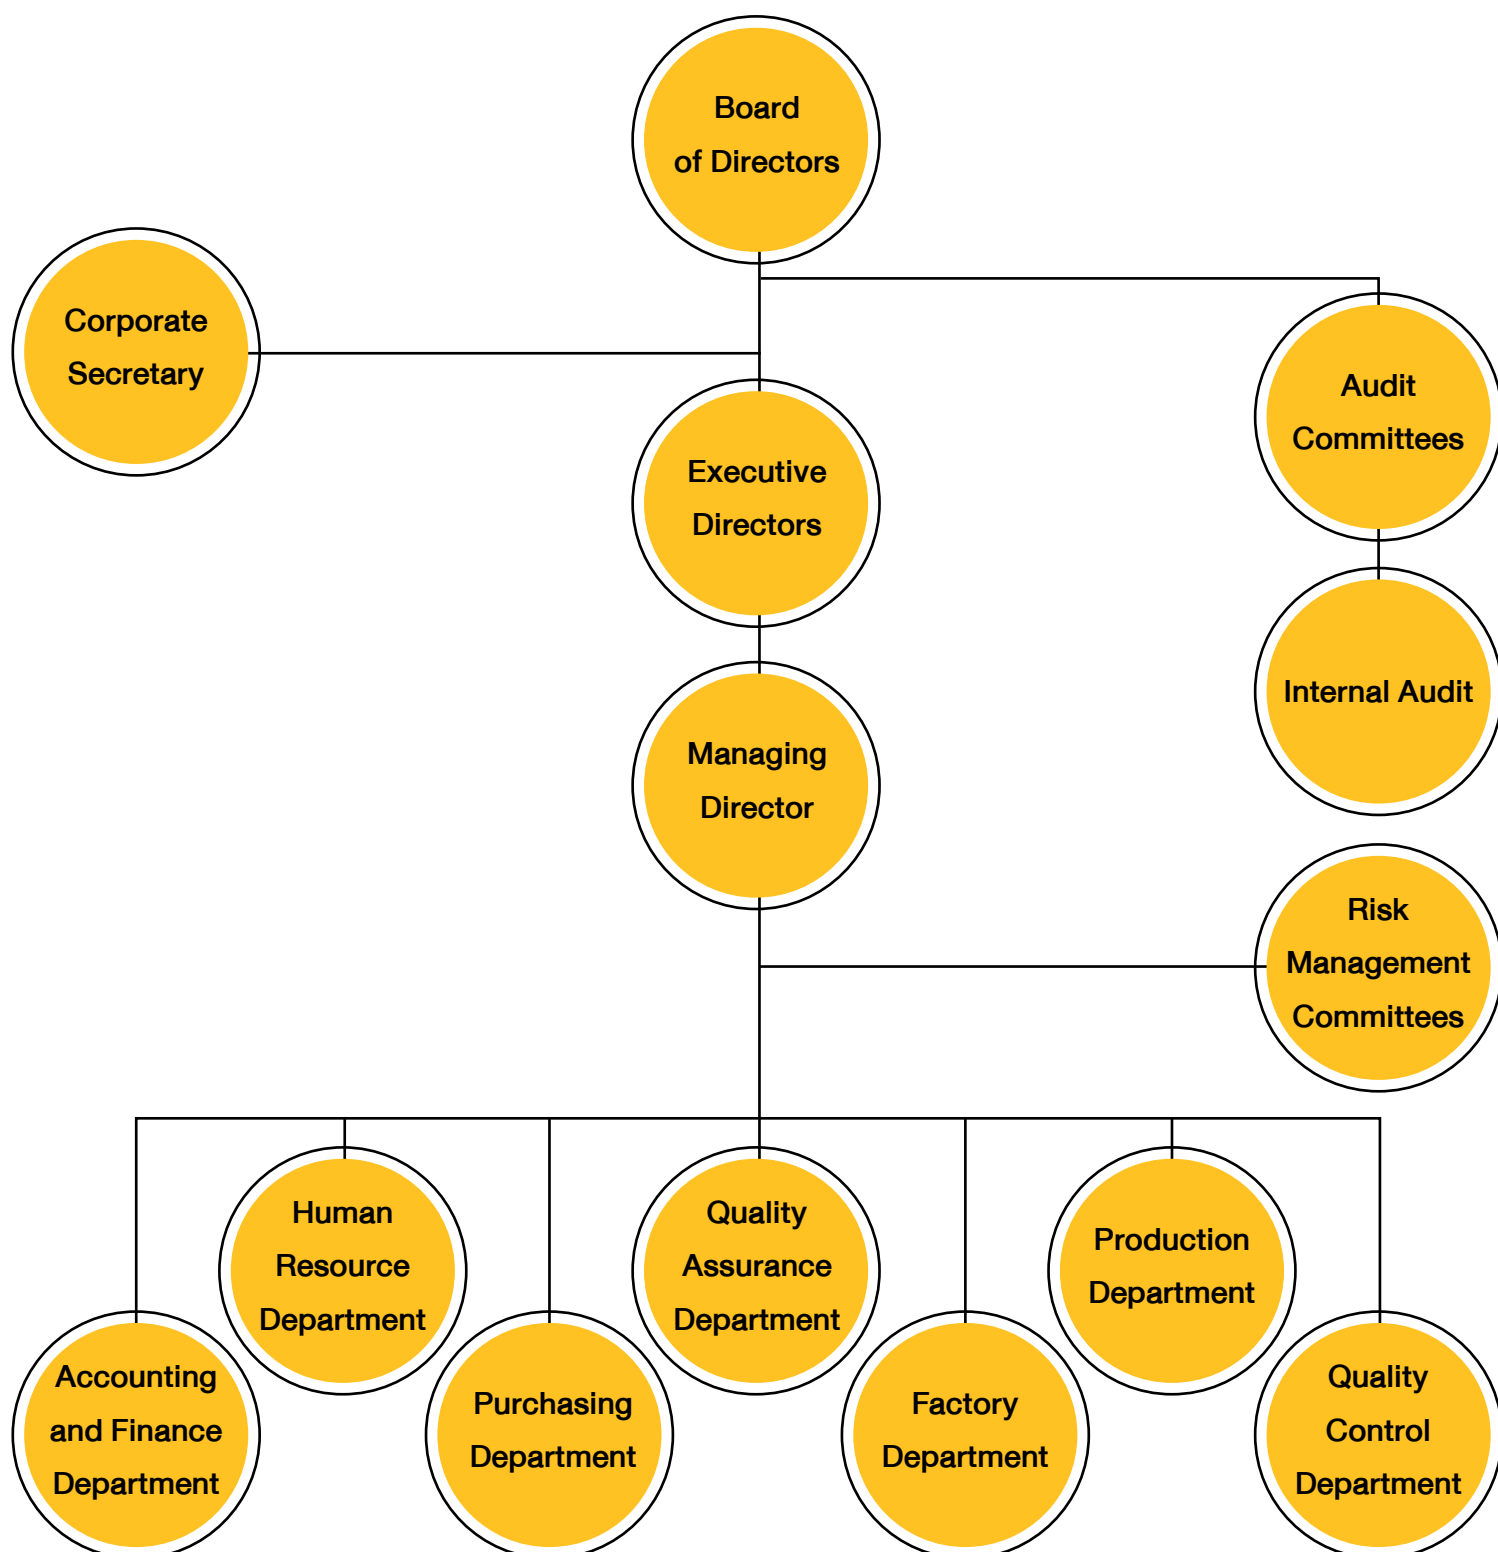 Board
of Directors
Corporate
Secretary
Audit
Committees
Executive
Directors
Internal Audit
Managing
Director
Risk
Management
Committees
Accounting
and Finance
Department
Human
Resource
Department
Purchasing
Department
Quality
Assurance
Department
Factory
Department
Production
Department
Quality
Control
Department